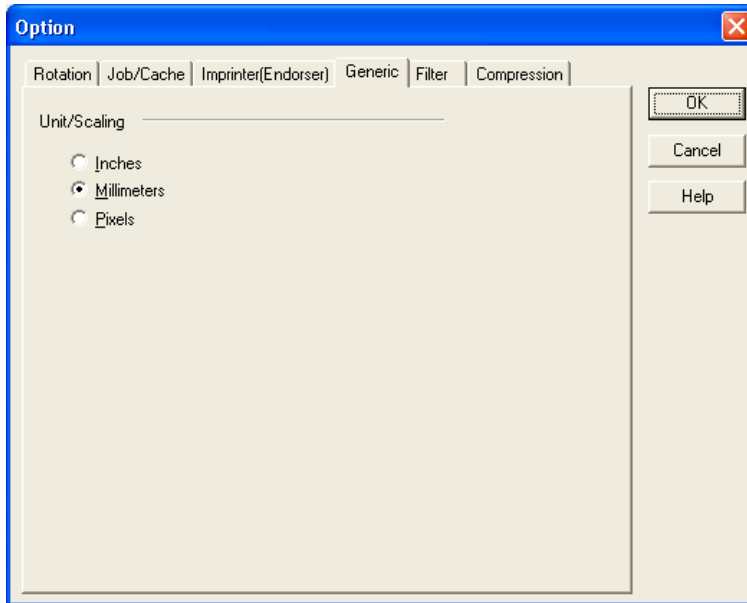 Option
Rotation Job/Cache Imprinter(Endorser) Generic Filter Compression
OK
Unit/Scaling
Cancel
Inches
Millimeters
Help
Pixels